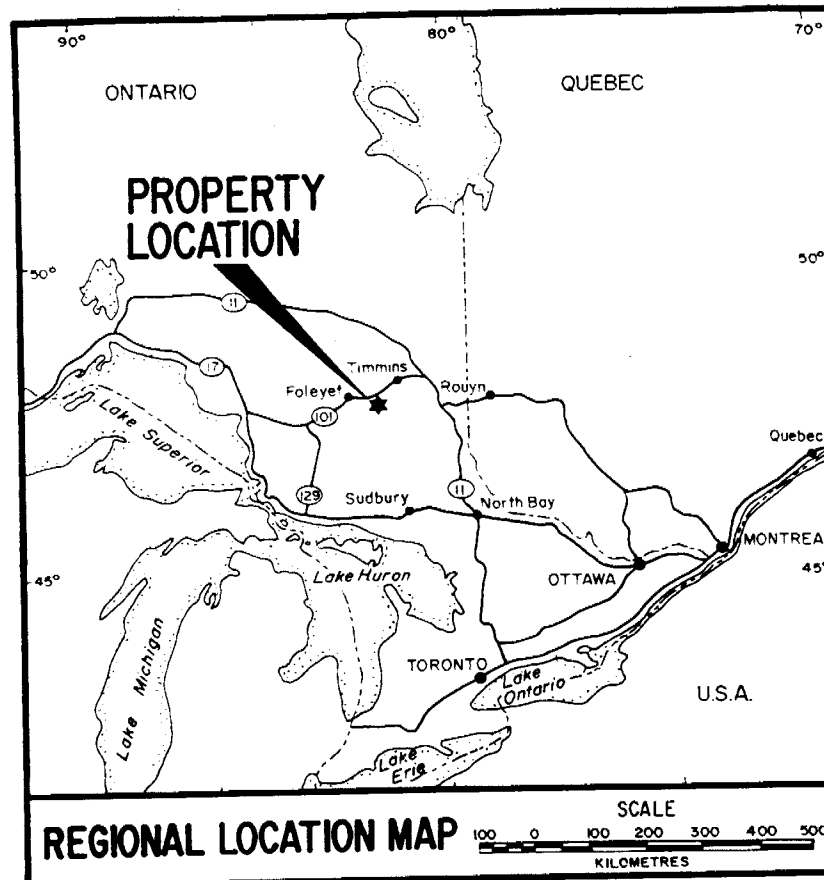 90°
80°
70°
ONTARIO
QUEBEC
PROPERTY
LOCATION
50°
50°
11
17
Timmins
Foleyet
Rouyn
101
Lake Superior
Quebec
129
Sudbury
11
North Bay
MONTREA
Lake Huron
OTTAWA
45°
45°
Lake Michigan
TORONTO
Lake
Ontario
U.S.A.
Lake
Erie
REGIONAL LOCATION MAP
SCALE
100 0 100 200 300 400 500
KILOMETRES